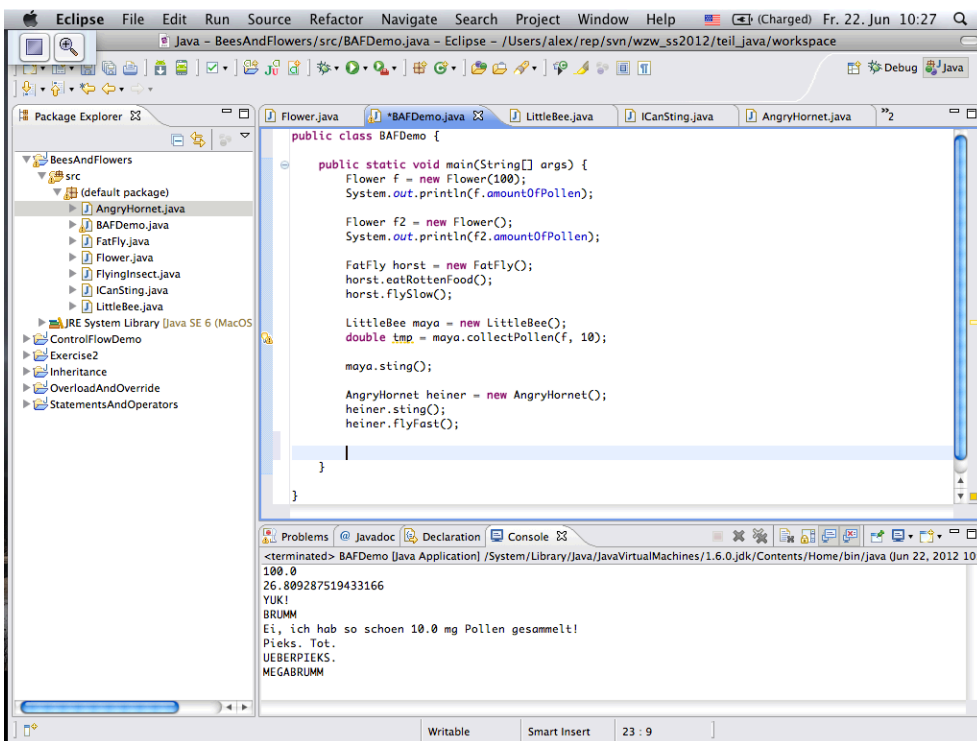 Eclipse File Edit Run Source Refactor Navigate Search Project Window Help (Charged) Fr. 22. Jun 10:27
Java – BeesAndFlowers/src/BAFDemo.java – Eclipse – /Users/alex/rep/svn/wzw_ss2012/teil_java/workspace
Debug Java
Package Explorer
BeesAndFlowers
src
(default package)
AngryHornet.java
BAFDemo.java
FatFly.java
Flower.java
FlyingInsect.java
ICanSting.java
LittleBee.java
JRE System Library [Java SE 6 (MacOS
ControlFlowDemo
Exercise2
Inheritance
OverloadAndOverride
StatementsAndOperators
Flower.java *BAFDemo.java LittleBee.java ICanSting.java AngryHornet.java »2
public class BAFDemo {
public static void main(String[] args) {
Flower f = new Flower(100);
System.out.println(f.amountOfPollen);
Flower f2 = new Flower();
System.out.println(f2.amountOfPollen);
FatFly horst = new FatFly();
horst.eatRottenFood();
horst.flySlow();
LittleBee maya = new LittleBee();
double tmp = maya.collectPollen(f, 10);
maya.sting();
AngryHornet heiner = new AngryHornet();
heiner.sting();
heiner.flyFast();
}
}
Problems @ Javadoc Declaration Console
<terminated> BAFDemo [Java Application] /System/Library/Java/JavaVirtualMachines/1.6.0.jdk/Contents/Home/bin/java (Jun 22, 2012 10
100.0
26.809287519433166
YUK!
BRUMM
Ei, ich hab so schoen 10.0 mg Pollen gesammelt!
Pieks. Tot.
UEBERPIEKS.
MEGABRUMM
Writable Smart Insert 23 : 9